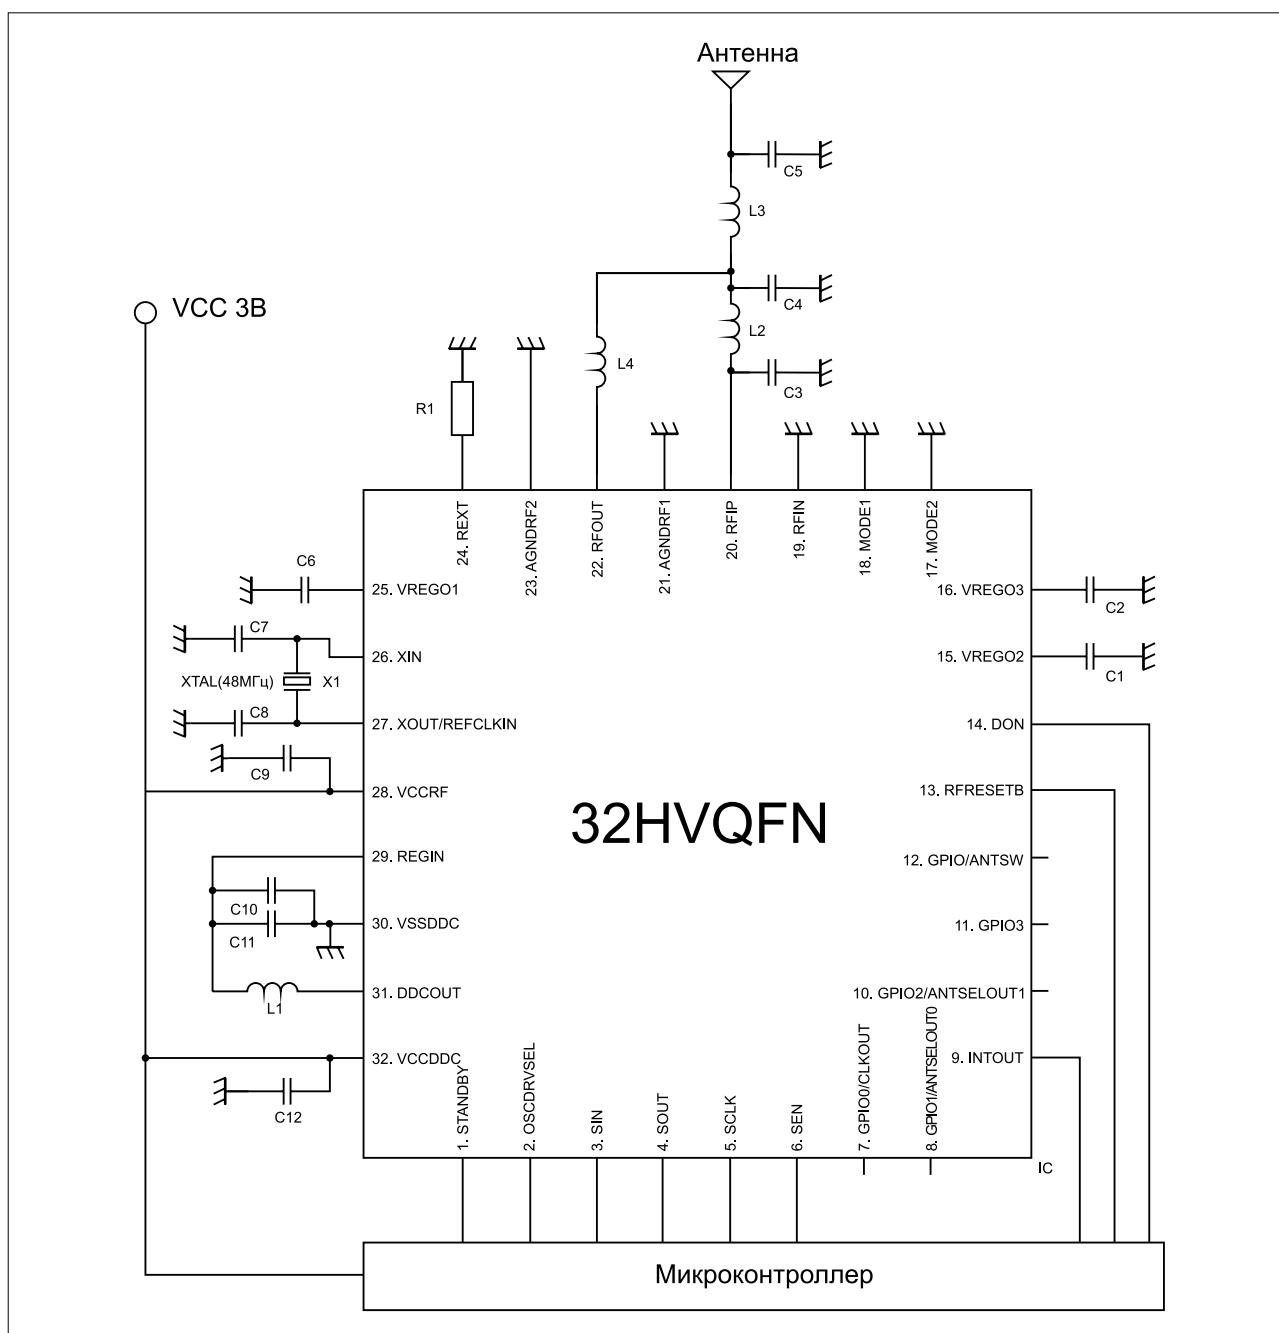 Антенна
C5
L3
VCC 3В
C4
L2
L4
C3
R1
24. REXT
23. AGNDRF2
22. RFOUT
21. AGNDRF1
20. RFIP
19. RFIN
18. MODE1
17. MODE2
C6
25. VREGO1
16. VREGO3
C2
C7
26. XIN
15. VREGO2
C1
XTAL(48МГц)
X1
C8
27. XOUT/REFCLKIN
14. DON
C9
28. VCCRF
13. RFRESETB
32HVQFN
29. REGIN
12. GPIO/ANTSW
C10
30. VSSDDC
11. GPIO3
C11
31. DDCOUT
10. GPIO2/ANTSELOUT1
L1
32. VCCDDC
9. INTOUT
C12
1. STANDBY
2. OSCDRVSEL
3. SIN
4. SOUT
5. SCLK
6. SEN
7. GPIO0/CLKOUT
8. GPIO1/ANTSELOUT0
IC
Микроконтроллер